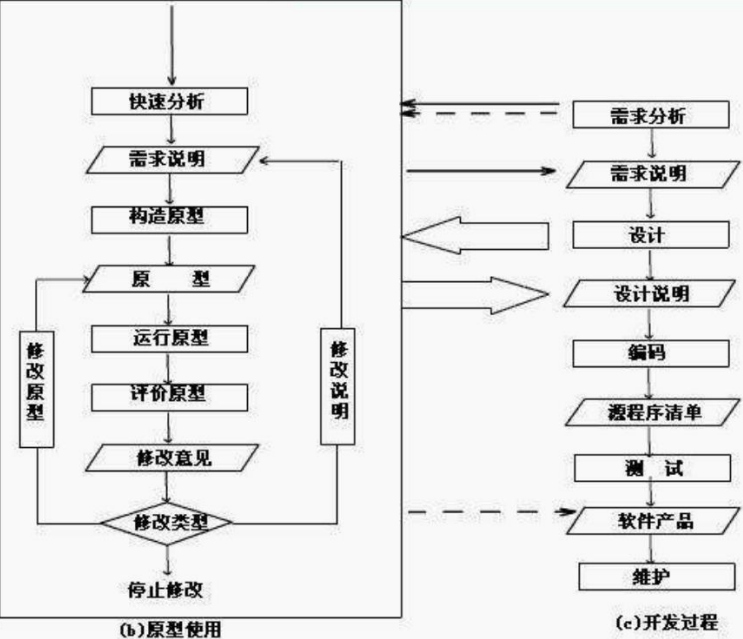 快速分析
需求说明
构造原型
原 型
运行原型
评价原型
修改意见
修改类型
停止修改
修改原型
修改说明
(b)原型使用
需求分析
需求说明
设计
设计说明
编码
源程序清单
测 试
软件产品
维护
(c)开发过程